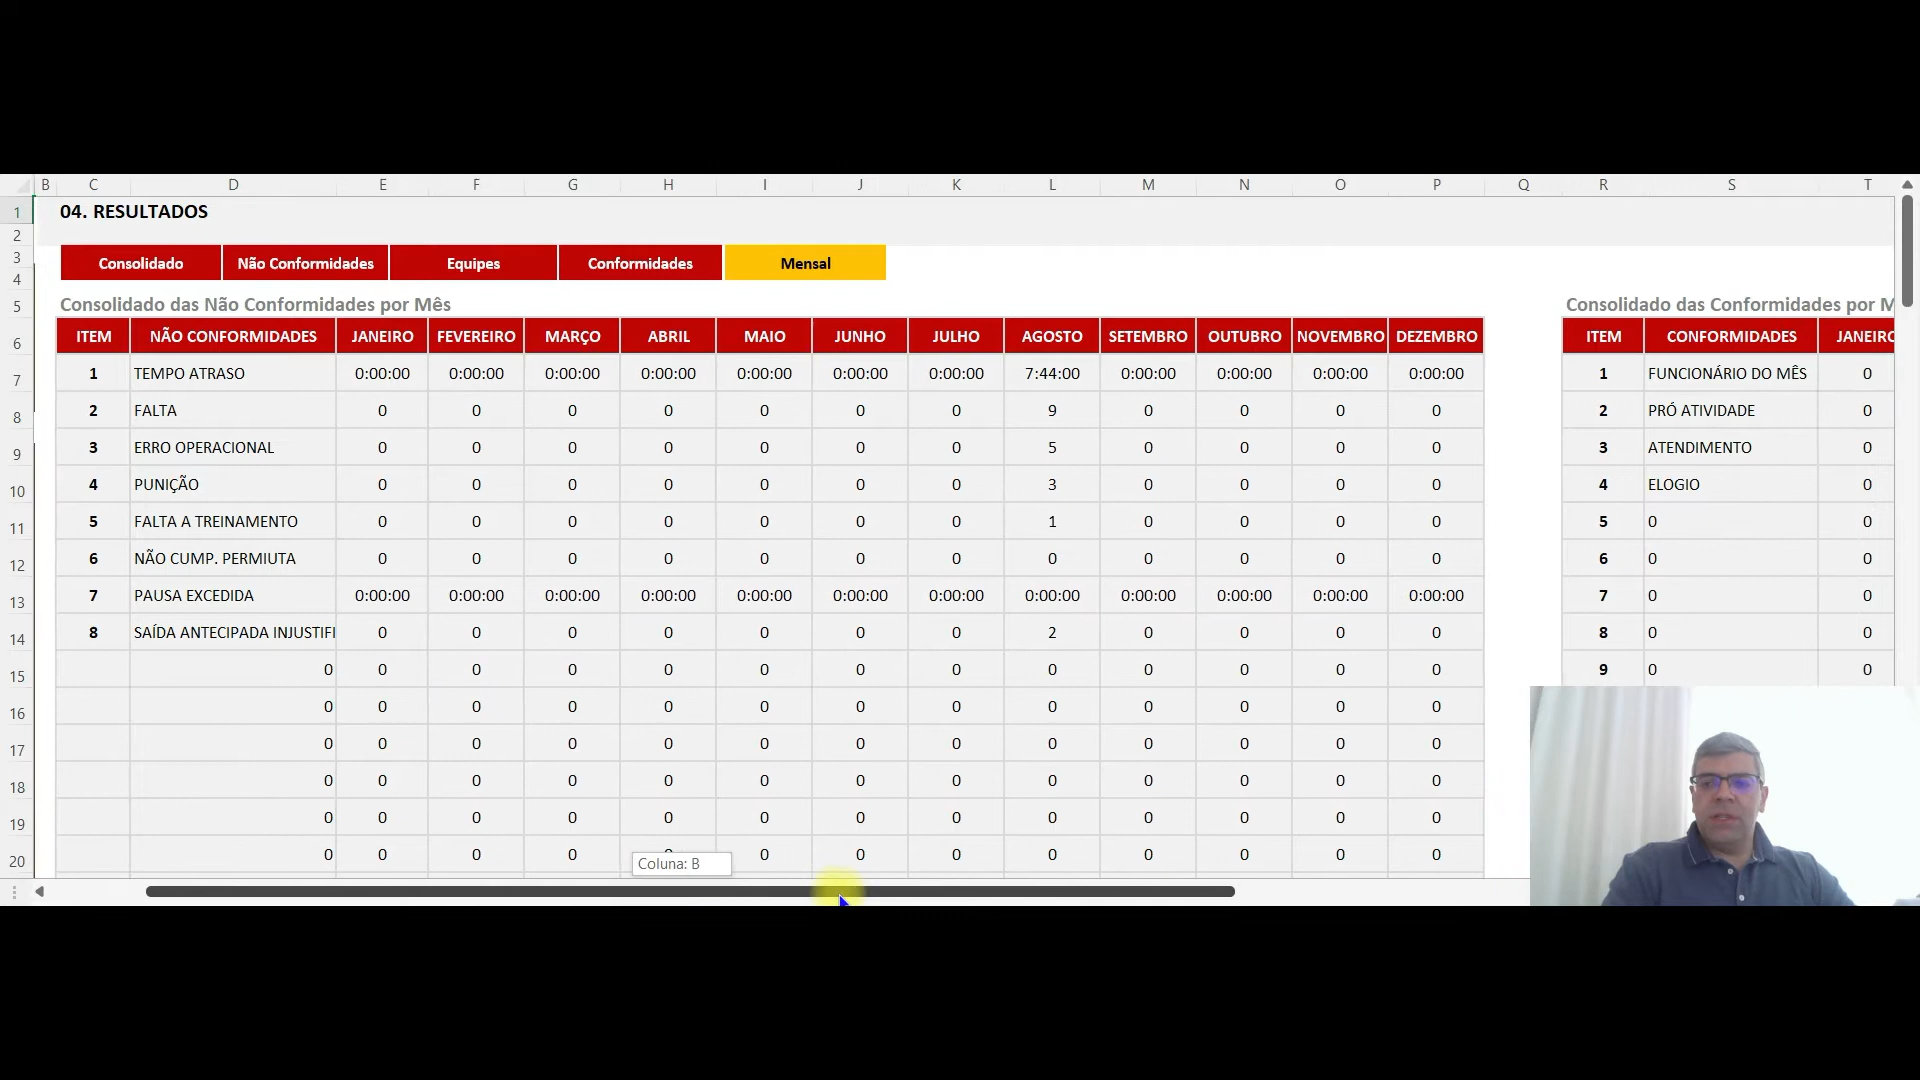 B C D E F G H I J K L M N O P Q R S T
1 04. RESULTADOS
2
3 Consolidado Não Conformidades Equipes Conformidades Mensal
4
5 Consolidado das Não Conformidades por Mês Consolidado das Conformidades por M
6 ITEM NÃO CONFORMIDADES JANEIRO FEVEREIRO MARÇO ABRIL MAIO JUNHO JULHO AGOSTO SETEMBRO OUTUBRO NOVEMBRO DEZEMBRO ITEM CONFORMIDADES JANEIRO
7 1 TEMPO ATRASO 0:00:00 0:00:00 0:00:00 0:00:00 0:00:00 0:00:00 0:00:00 7:44:00 0:00:00 0:00:00 0:00:00 0:00:00 1 FUNCIONÁRIO DO MÊS 0
8 2 FALTA 0 0 0 0 0 0 0 9 0 0 0 0 2 PRÓ ATIVIDADE 0
9 3 ERRO OPERACIONAL 0 0 0 0 0 0 0 5 0 0 0 0 3 ATENDIMENTO 0
10 4 PUNIÇÃO 0 0 0 0 0 0 0 3 0 0 0 0 4 ELOGIO 0
11 5 FALTA A TREINAMENTO 0 0 0 0 0 0 0 1 0 0 0 0 5 0 0
12 6 NÃO CUMP. PERMIUTA 0 0 0 0 0 0 0 0 0 0 0 0 6 0 0
13 7 PAUSA EXCEDIDA 0:00:00 0:00:00 0:00:00 0:00:00 0:00:00 0:00:00 0:00:00 0:00:00 0:00:00 0:00:00 0:00:00 0:00:00 7 0 0
14 8 SAÍDA ANTECIPADA INJUSTIFI 0 0 0 0 0 0 0 2 0 0 0 0 8 0 0
15 0 0 0 0 0 0 0 0 0 0 0 0 0 9 0 0
16 0 0 0 0 0 0 0 0 0 0 0 0 0
17 0 0 0 0 0 0 0 0 0 0 0 0 0
18 0 0 0 0 0 0 0 0 0 0 0 0 0
19 0 0 0 0 0 0 0 0 0 0 0 0 0
20 0 0 0 0 0 0 0 0 0 0 0 0
Coluna: B